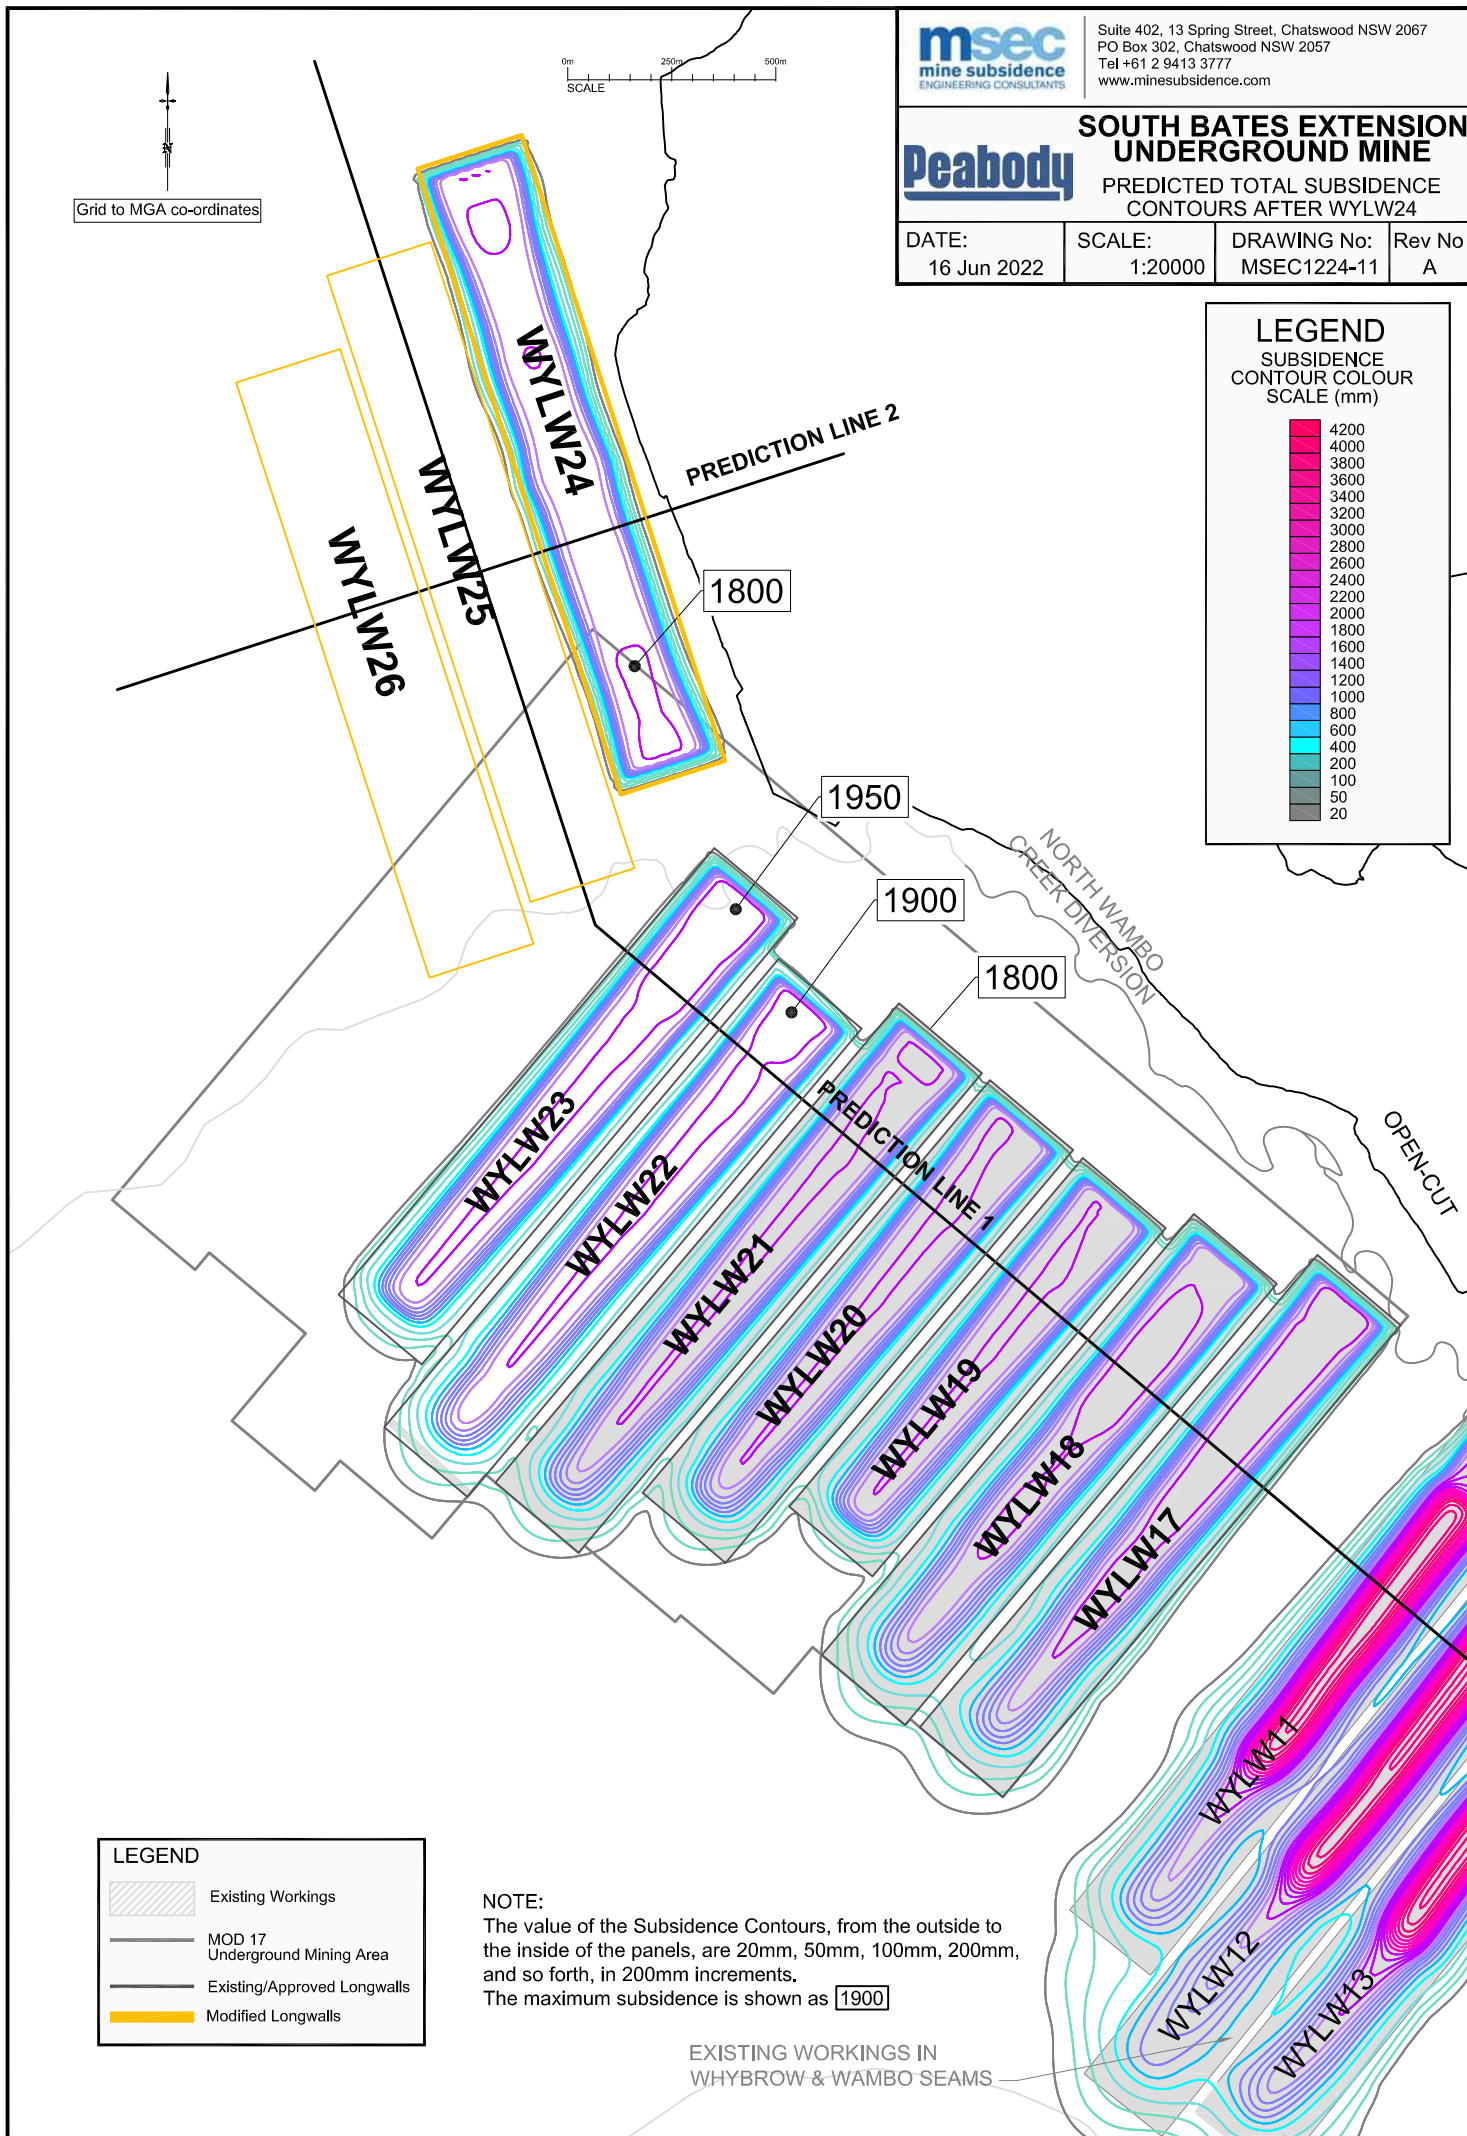 msec
mine subsidence
ENGINEERING CONSULTANTS
Suite 402, 13 Spring Street, Chatswood NSW 2067
PO Box 302, Chatswood NSW 2057
Tel +61 2 9413 3777
www.minesubsidence.com
Peabody
SOUTH BATES EXTENSION
UNDERGROUND MINE
PREDICTED TOTAL SUBSIDENCE
CONTOURS AFTER WYLW24
DATE:
16 Jun 2022
SCALE:
1:20000
DRAWING No:
MSEC1224-11
Rev No
A
0m
250m
500m
SCALE
N
Grid to MGA co-ordinates
LEGEND
SUBSIDENCE
CONTOUR COLOUR
SCALE (mm)
4200
4000
3800
3600
3400
3200
3000
2800
2600
2400
2200
2000
1800
1600
1400
1200
1000
800
600
400
200
100
50
20
WYLW24
PREDICTION LINE 2
WYLW25
WYLW26
1800
1950
1900
1800
NORTH WAMBO
CREEK DIVERSION
OPEN-CUT
PREDICTION LINE 1
WYLW23
WYLW22
WYLW21
WYLW20
WYLW19
WYLW18
WYLW17
WYLW11
WYLW12
WYLW13
LEGEND
Existing Workings
MOD 17
Underground Mining Area
Existing/Approved Longwalls
Modified Longwalls
NOTE:
The value of the Subsidence Contours, from the outside to
the inside of the panels, are 20mm, 50mm, 100mm, 200mm,
and so forth, in 200mm increments.
The maximum subsidence is shown as 1900
EXISTING WORKINGS IN
WHYBROW & WAMBO SEAMS